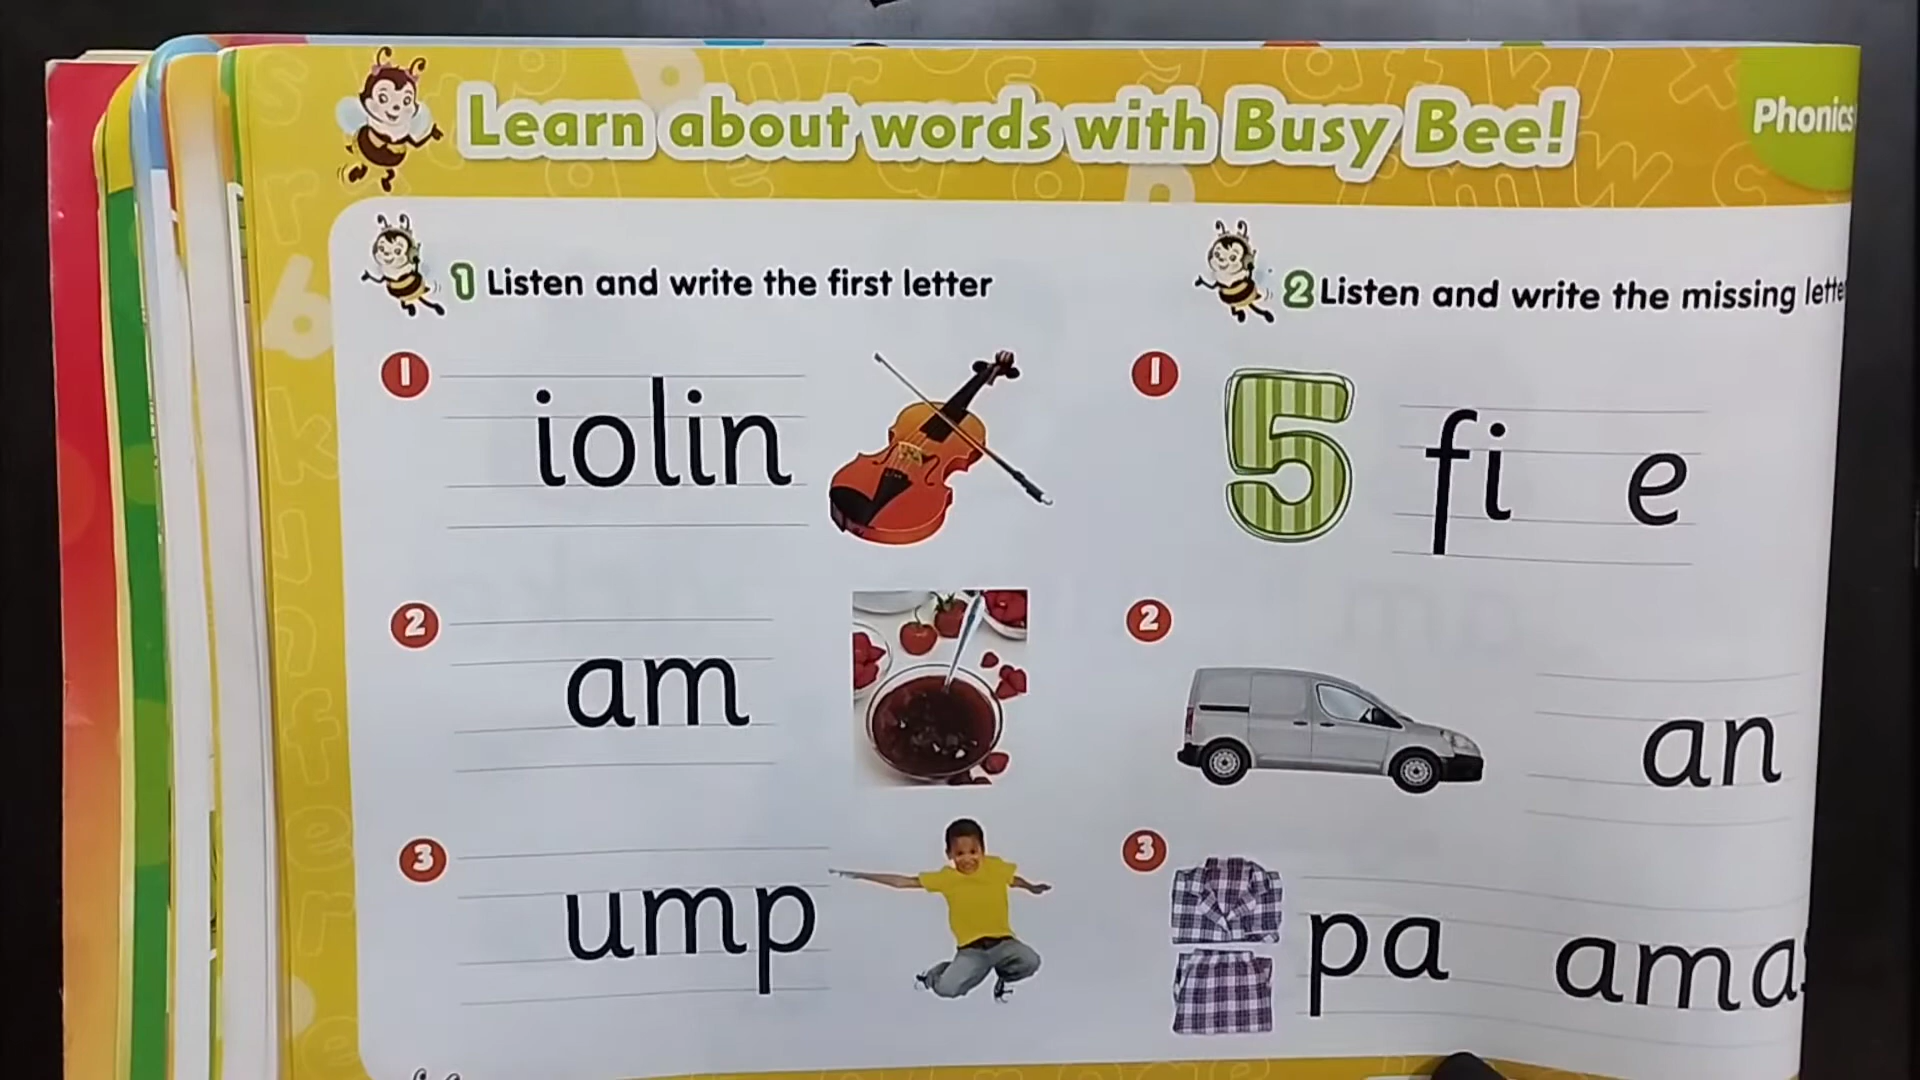 Learn about words with Busy Bee!
Phonics
1 Listen and write the first letter
1 iolin
2 am
3 ump
2 Listen and write the missing lette
1 5 fi e
2 an
3 pa amas